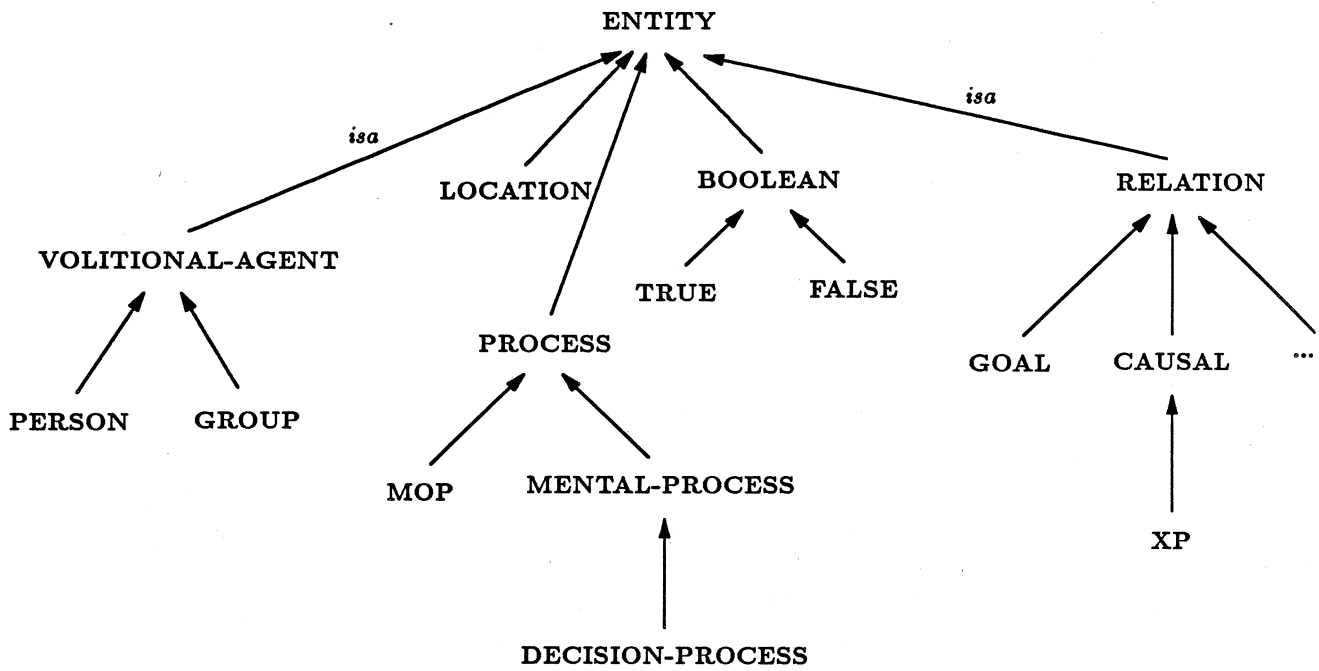 ENTITY
isa
isa
LOCATION
BOOLEAN
RELATION
VOLITIONAL-AGENT
TRUE
FALSE
PROCESS
GOAL
CAUSAL
...
PERSON
GROUP
MOP
MENTAL-PROCESS
XP
DECISION-PROCESS